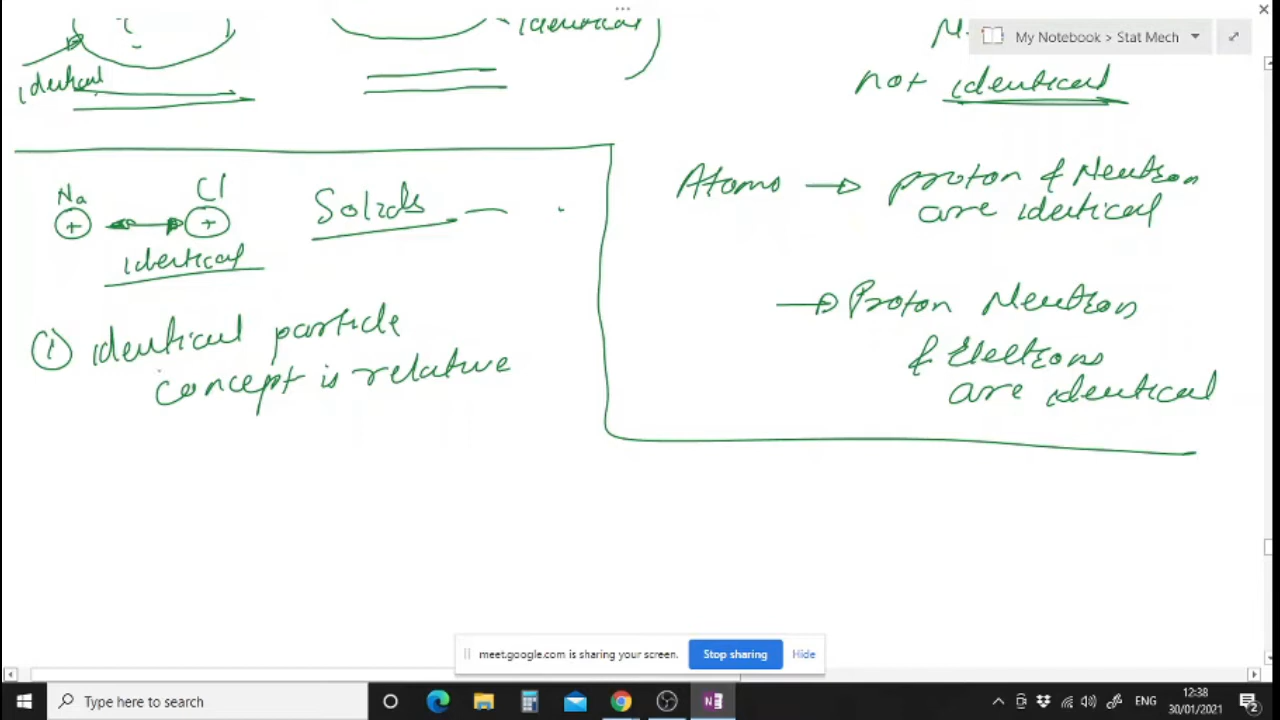 identical
identical
not identical
My Notebook > Stat Mech
Na
Cl
+
+
identical
Solids —
Atoms → proton & Neutron
are identical
→ Proton Neutron
& Electrons
are identical
① identical particle
concept is relative
meet.google.com is sharing your screen.
Stop sharing
Hide
Type here to search
ENG
12:38
30/01/2021
2